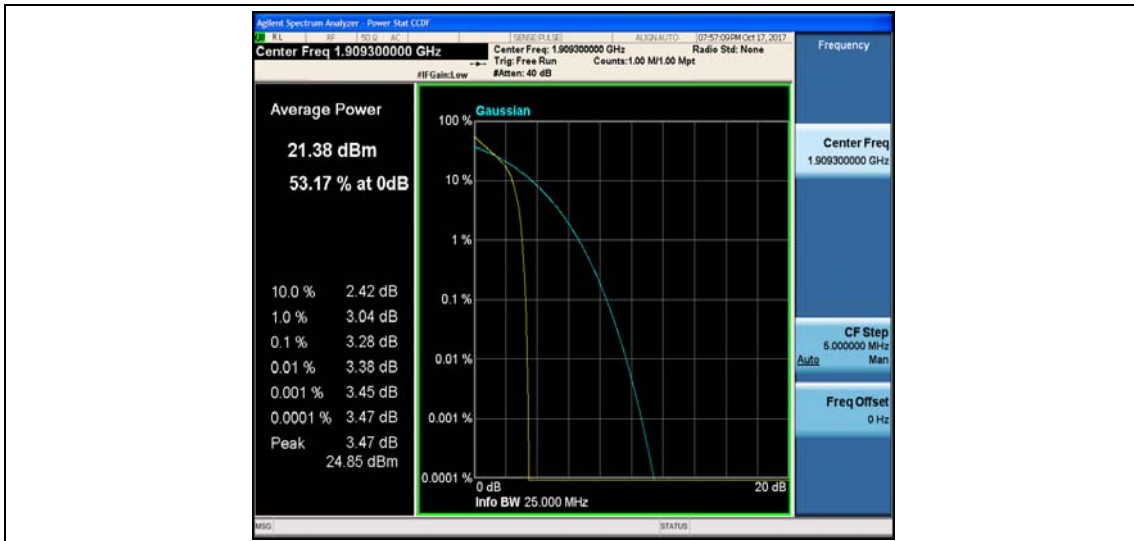 Agilent Spectrum Analyzer - Power Stat CCDF
RL RF 50 Ω AC SENSE:PULSE ALIGN AUTO 07:57:09 PM Oct 17, 2017
Center Freq 1.909300000 GHz
Center Freq: 1.909300000 GHz Radio Std: None
Trig: Free Run Counts:1.00 M/1.00 Mpt
#IFGain:Low #Atten: 40 dB
Frequency
Average Power
21.38 dBm
53.17 % at 0dB
10.0 % 2.42 dB
1.0 % 3.04 dB
0.1 % 3.28 dB
0.01 % 3.38 dB
0.001 % 3.45 dB
0.0001 % 3.47 dB
Peak 3.47 dB
24.85 dBm
Gaussian
100 %
10 %
1 %
0.1 %
0.01 %
0.001 %
0.0001 %
0 dB 20 dB
Info BW 25.000 MHz
Center Freq
1.909300000 GHz
CF Step
5.000000 MHz
Auto Man
Freq Offset
0 Hz
MSG STATUS